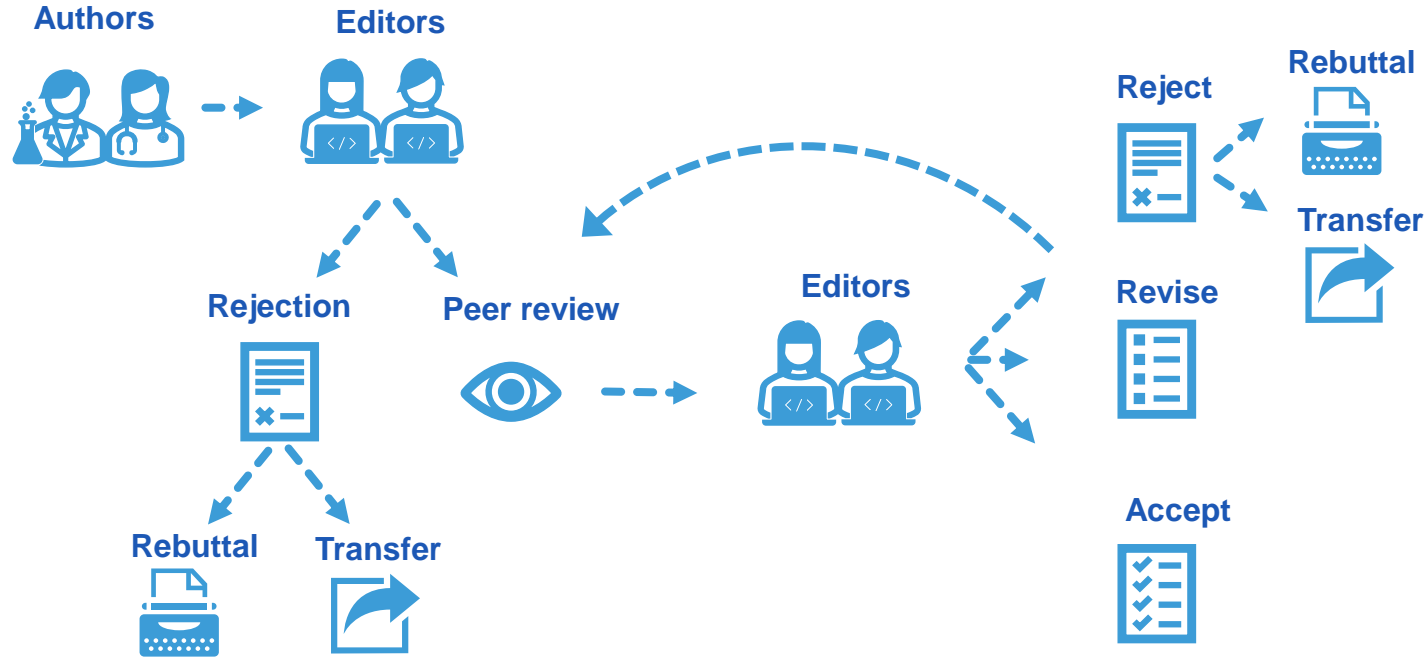 Authors
Editors
Rebuttal
Reject
Transfer
Rejection
Peer review
Editors
Revise
Accept
Rebuttal
Transfer
</>
</>
</>
</>